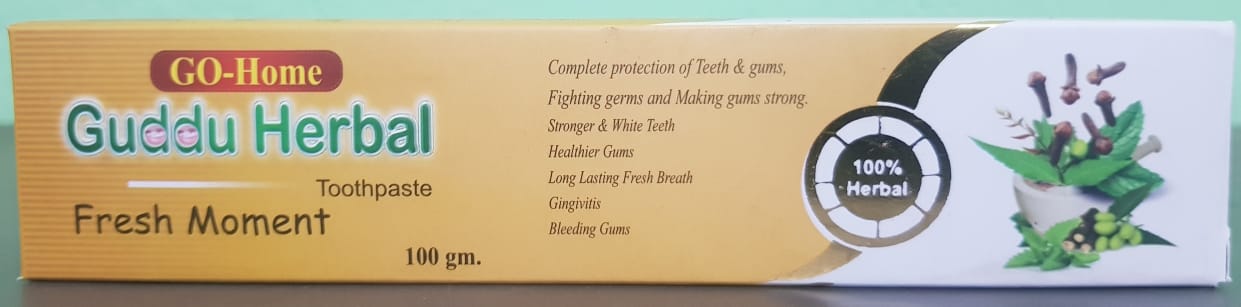 GO-Home
Guddu Herbal
Toothpaste
Fresh Moment
100 gm.
Complete protection of Teeth & gums,
Fighting germs and Making gums strong.
Stronger & White Teeth
Healthier Gums
Long Lasting Fresh Breath
Gingivitis
Bleeding Gums
100%
Herbal